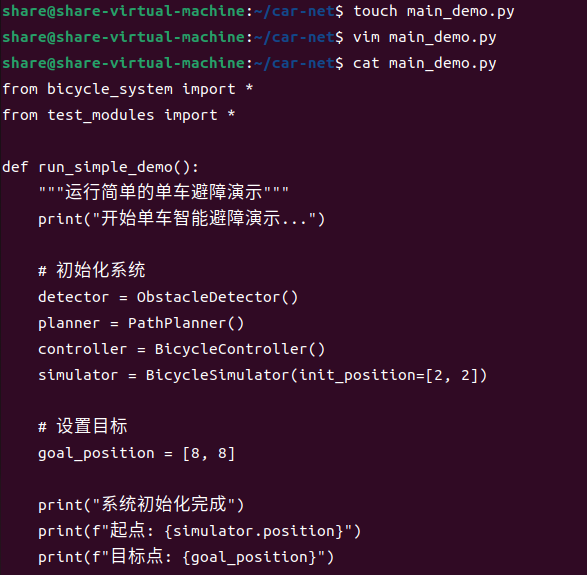 share@share-virtual-machine:~/car-net$ touch main_demo.py
share@share-virtual-machine:~/car-net$ vim main_demo.py
share@share-virtual-machine:~/car-net$ cat main_demo.py
from bicycle_system import *
from test_modules import *

def run_simple_demo():
    """运行简单的单车避障演示"""
    print("开始单车智能避障演示...")

    # 初始化系统
    detector = ObstacleDetector()
    planner = PathPlanner()
    controller = BicycleController()
    simulator = BicycleSimulator(init_position=[2, 2])

    # 设置目标
    goal_position = [8, 8]

    print("系统初始化完成")
    print(f"起点: {simulator.position}")
    print(f"目标点: {goal_position}")